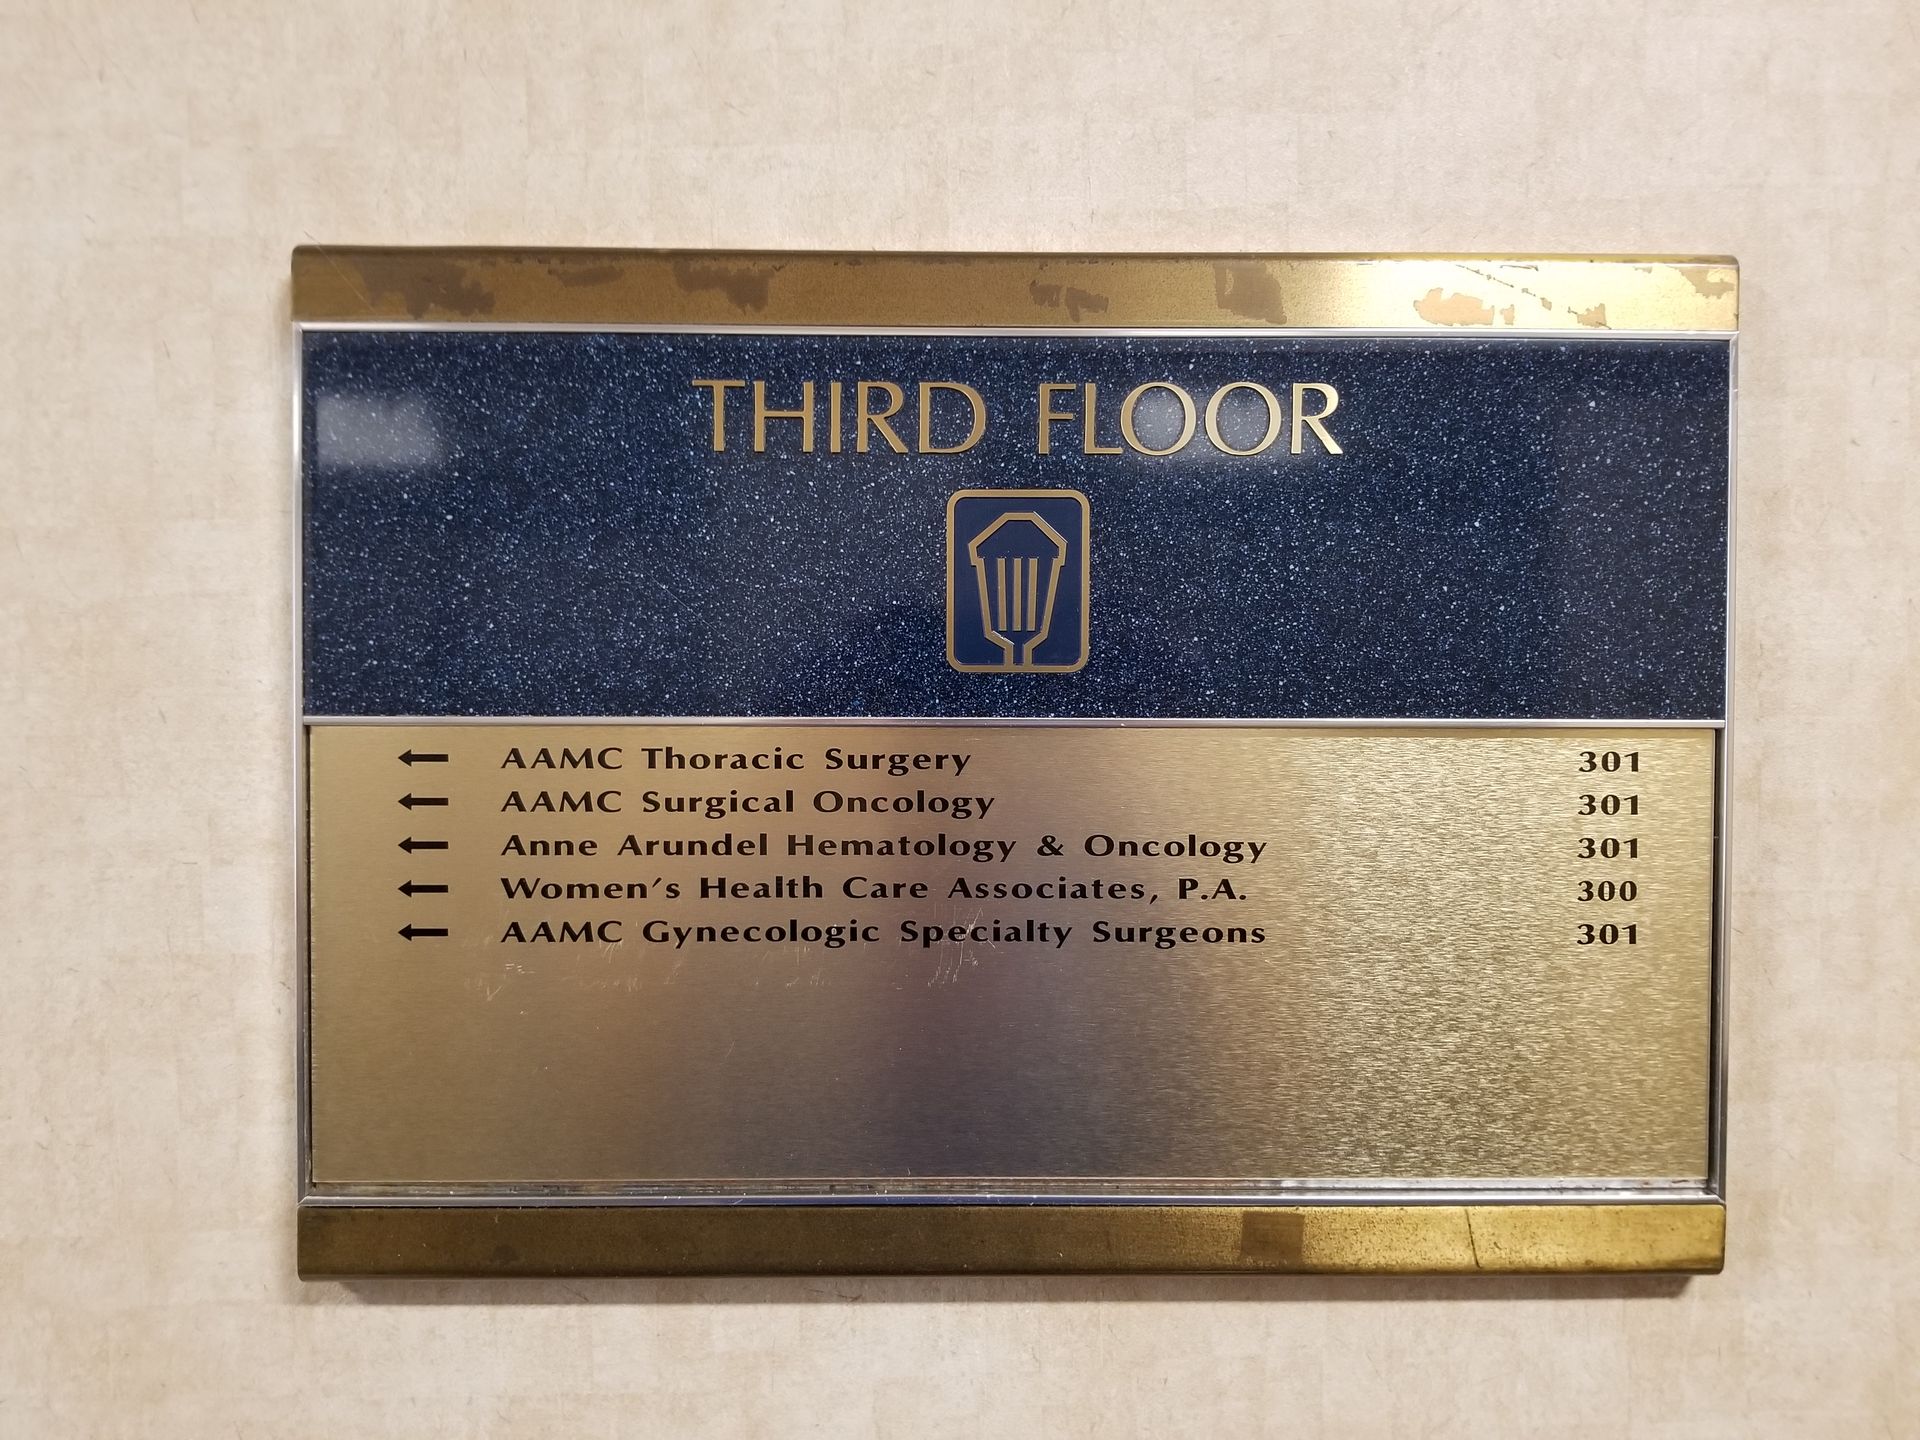 THIRD FLOOR
← AAMC Thoracic Surgery 301
← AAMC Surgical Oncology 301
← Anne Arundel Hematology & Oncology 301
← Women's Health Care Associates, P.A. 300
← AAMC Gynecologic Specialty Surgeons 301